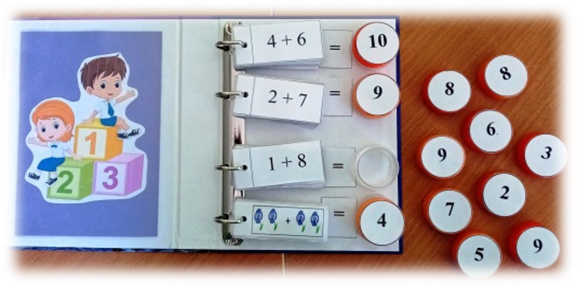 4 + 6 = 10
2 + 7 = 9
1 + 8 =
+ = 4
1
2 3
8 8
6.
9 3
2
7
5 9